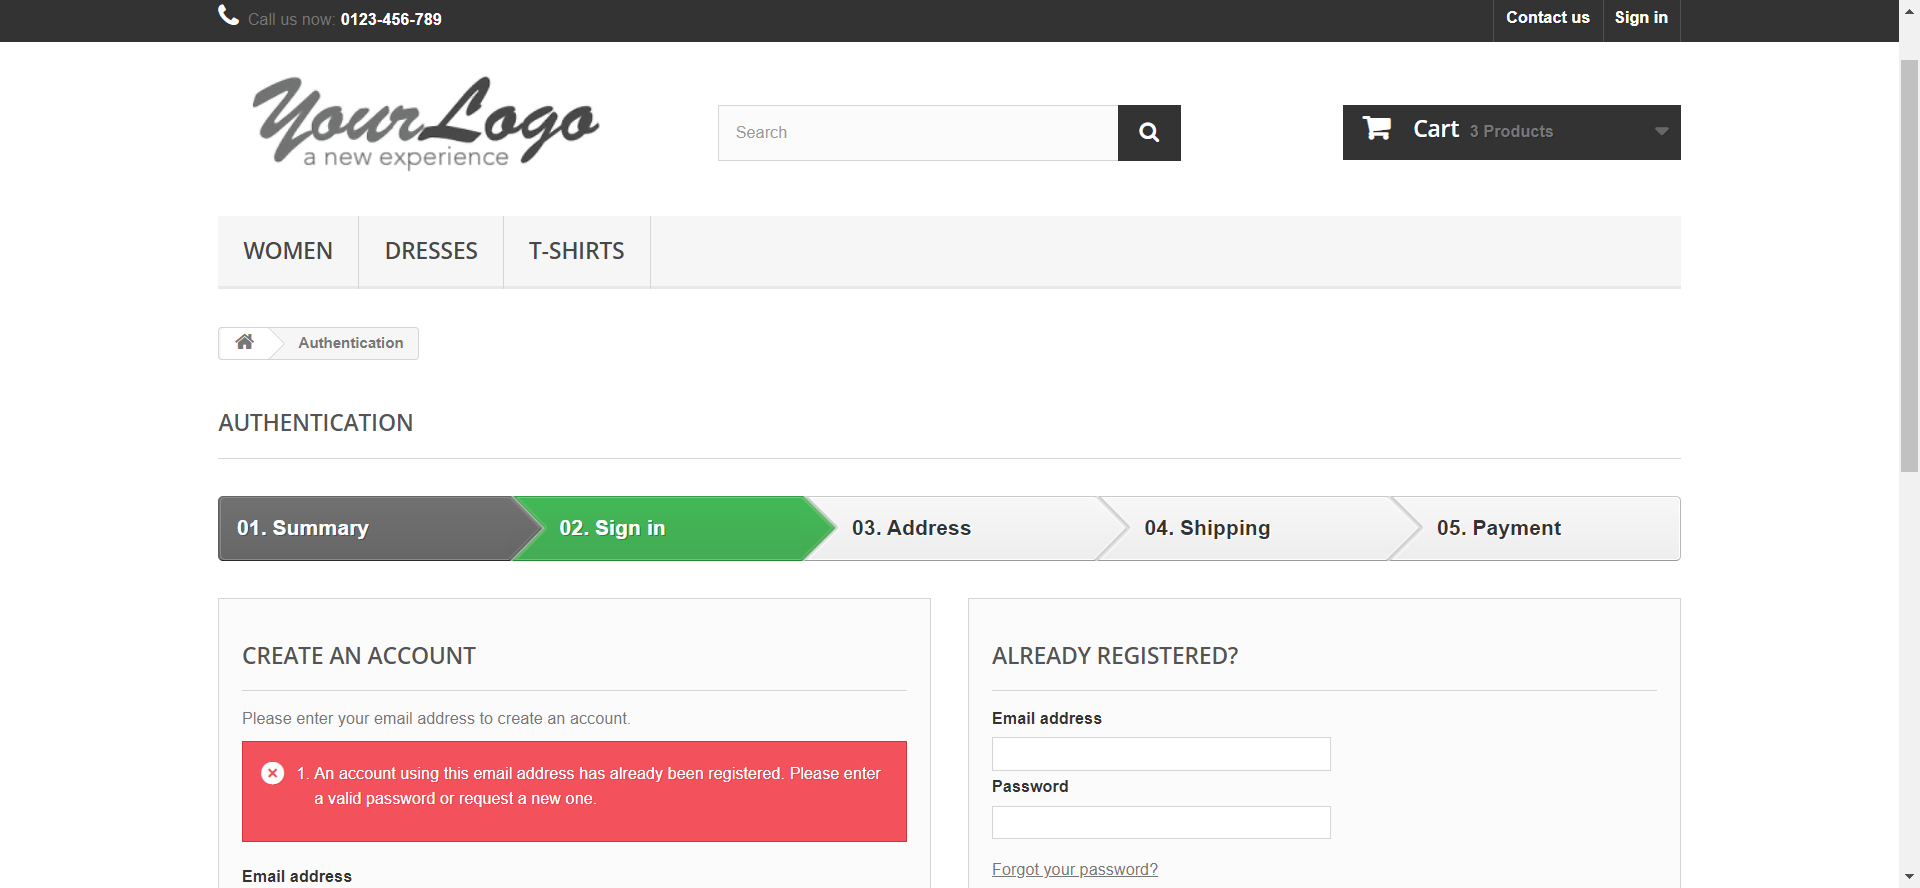 Call us now: 0123-456-789
Contact us
Sign in
YourLogo
a new experience
Search
Cart 3 Products
WOMEN
DRESSES
T-SHIRTS
Authentication
AUTHENTICATION
01. Summary
02. Sign in
03. Address
04. Shipping
05. Payment
CREATE AN ACCOUNT
Please enter your email address to create an account.
1. An account using this email address has already been registered. Please enter
a valid password or request a new one.
Email address
ALREADY REGISTERED?
Email address
Password
Forgot your password?